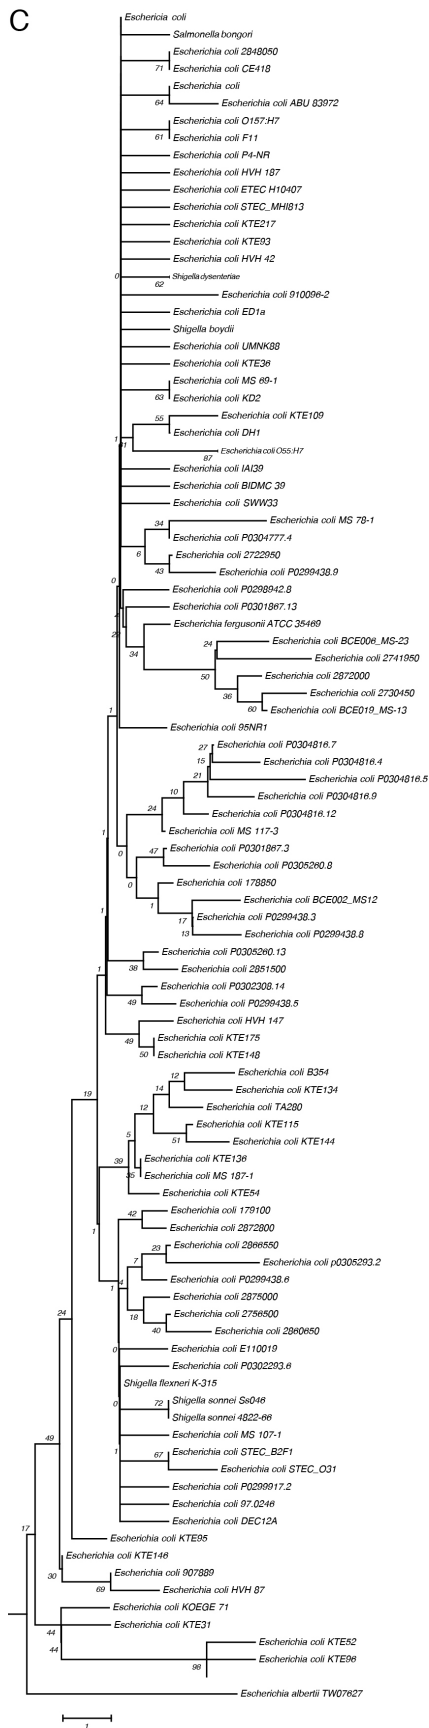 C
Eschericia coli
Salmonella bongori
Escherichia coli 2848050
Escherichia coli CE418
71
Escherichia coli
Escherichia coli ABU 83972
64
Escherichia coli O157:H7
Escherichia coli F11
61
Escherichia coli P4-NR
Escherichia coli HVH 187
Escherichia coli ETEC H10407
Escherichia coli STEC_MHI813
Escherichia coli KTE217
Escherichia coli KTE93
Escherichia coli HVH 42
0
Shigella dysenteriae
62
Escherichia coli 910096-2
Escherichia coli ED1a
Shigella boydii
Escherichia coli UMNK88
Escherichia coli KTE36
Escherichia coli MS 69-1
Escherichia coli KD2
63
Escherichia coli KTE109
55
Escherichia coli DH1
1
31
Escherichia coli O55:H7
87
Escherichia coli IAI39
Escherichia coli BIDMC 39
Escherichia coli SWW33
Escherichia coli MS 78-1
34
Escherichia coli P0304777.4
6
Escherichia coli 2722950
Escherichia coli P0299438.9
43
0
Escherichia coli P0298942.8
Escherichia coli P0301867.13
Escherichia fergusonii ATCC 35469
22
34
Escherichia coli BCE006_MS-23
24
Escherichia coli 2741950
50
Escherichia coli 2872000
36
Escherichia coli 2730450
60
Escherichia coli BCE019_MS-13
1
Escherichia coli 95NR1
Escherichia coli P0304816.7
27
15
Escherichia coli P0304816.4
21
Escherichia coli P0304816.5
10
Escherichia coli P0304816.9
24
Escherichia coli P0304816.12
Escherichia coli MS 117-3
1
0
Escherichia coli P0301867.3
47
Escherichia coli P0305260.8
0
Escherichia coli 178850
1
Escherichia coli BCE002_MS12
17
Escherichia coli P0299438.3
13
Escherichia coli P0299438.8
1
Escherichia coli P0305260.13
38
Escherichia coli 2851500
1
Escherichia coli P0302308.14
49
Escherichia coli P0299438.5
Escherichia coli HVH 147
49
Escherichia coli KTE175
50
Escherichia coli KTE148
Escherichia coli B354
12
14
Escherichia coli KTE134
19
12
Escherichia coli TA280
Escherichia coli KTE115
51
Escherichia coli KTE144
5
39
Escherichia coli KTE136
35
Escherichia coli MS 187-1
Escherichia coli KTE54
1
42
Escherichia coli 179100
Escherichia coli 2872800
23
Escherichia coli 2866550
7
Escherichia coli p0305293.2
1
4
Escherichia coli P0299438.6
Escherichia coli 2875000
18
Escherichia coli 2756500
40
Escherichia coli 2860650
24
0
Escherichia coli E110019
Escherichia coli P0302293.6
Shigella flexneri K-315
0
Shigella sonnei Ss046
72
Shigella sonnei 4822-66
Escherichia coli MS 107-1
49
1
Escherichia coli STEC_B2F1
67
Escherichia coli STEC_O31
Escherichia coli P0299917.2
Escherichia coli 97.0246
Escherichia coli DEC12A
17
Escherichia coli KTE95
Escherichia coli KTE146
30
Escherichia coli 907889
69
Escherichia coli HVH 87
Escherichia coli KOEGE 71
44
Escherichia coli KTE31
44
Escherichia coli KTE52
98
Escherichia coli KTE96
Escherichia albertii TW07627
1